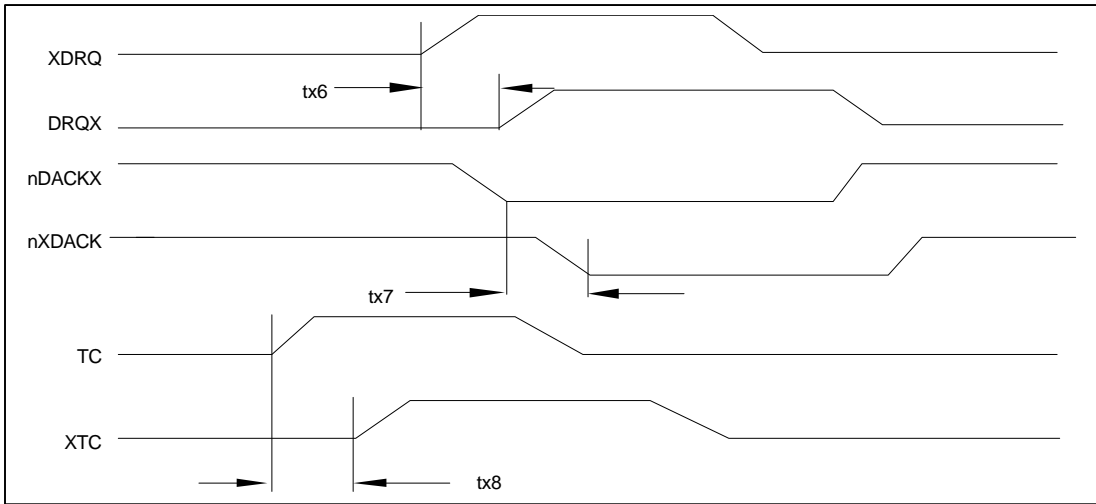 XDRQ
tx6
DRQX
nDACKX
nXDACK
tx7
TC
XTC
tx8